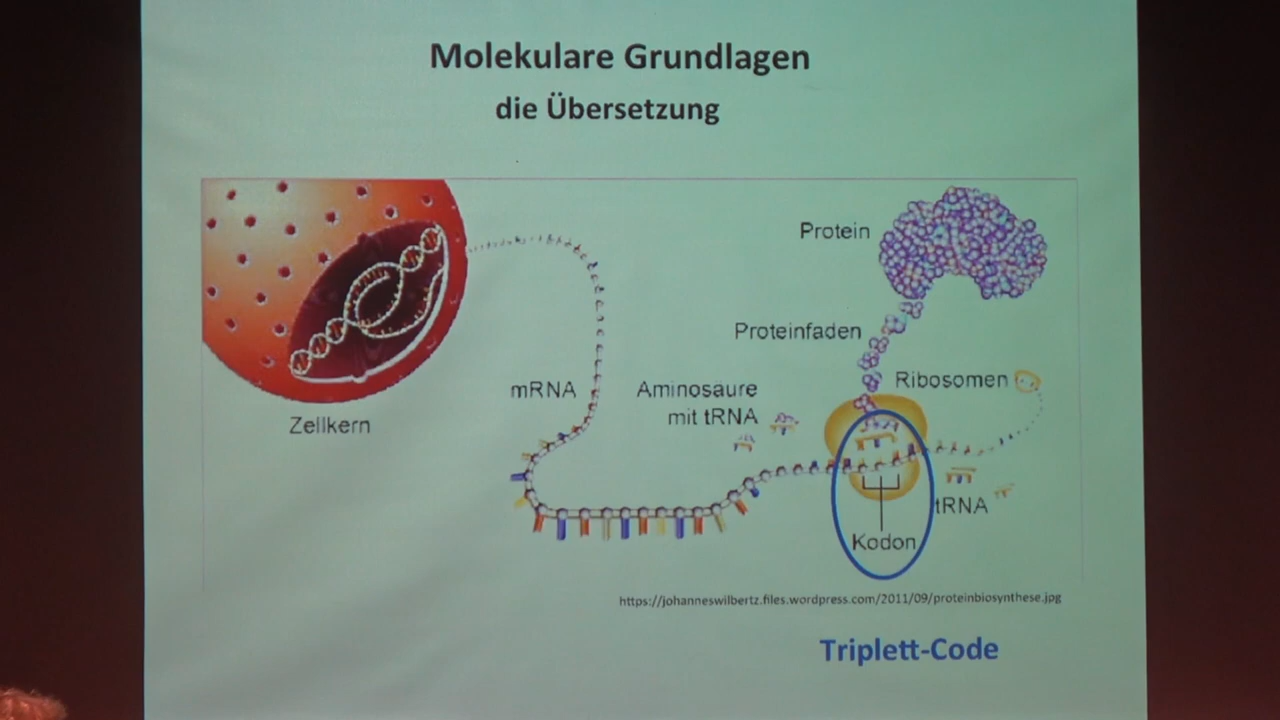 Molekulare Grundlagen
die Übersetzung
Protein
Proteinfaden
Ribosomen
mRNA
Aminosäure
mit tRNA
Zellkern
tRNA
Kodon
https://johanneswilbertz.files.wordpress.com/2011/09/proteinbiosynthese.jpg
Triplett-Code